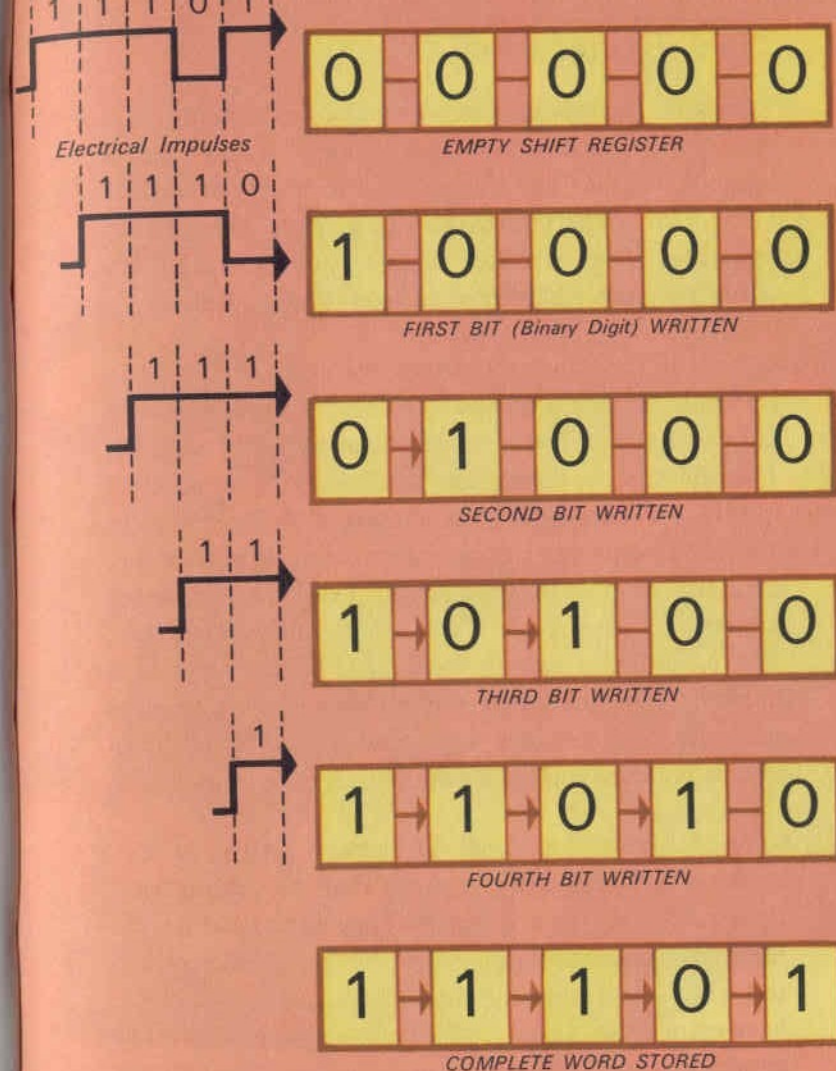 1 1 1 0 1
0 0 0 0 0
Electrical Impulses
EMPTY SHIFT REGISTER
1 1 1 0
1 0 0 0 0
FIRST BIT (Binary Digit) WRITTEN
1 1 1
0 1 0 0 0
SECOND BIT WRITTEN
1 1
1 0 1 0 0
THIRD BIT WRITTEN
1
1 1 0 1 0
FOURTH BIT WRITTEN
1 1 1 0 1
COMPLETE WORD STORED